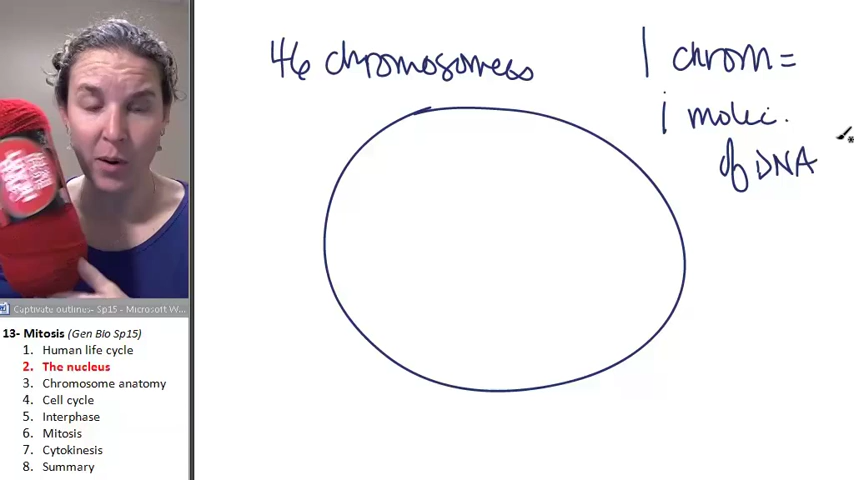 46 chromosomes
1 chrom =
1 molec.
of DNA
Captivate outlines- Sp15 - Microsoft W...
13- Mitosis (Gen Bio Sp15)
1. Human life cycle
2. The nucleus
3. Chromosome anatomy
4. Cell cycle
5. Interphase
6. Mitosis
7. Cytokinesis
8. Summary